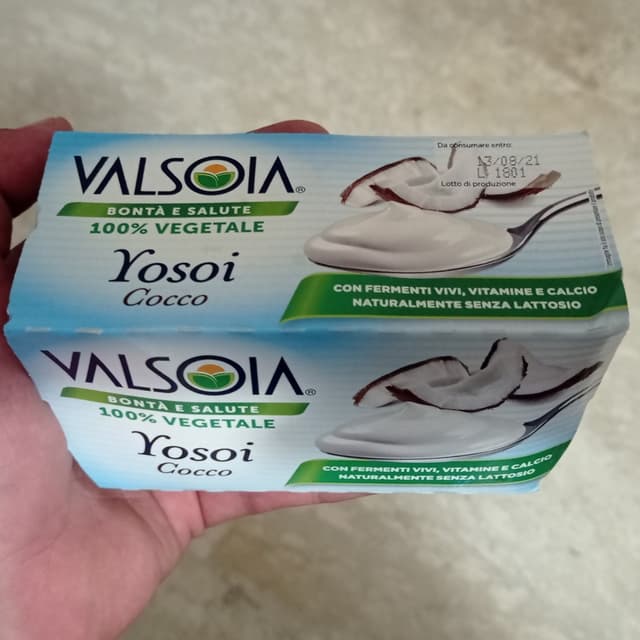 VALSOIA®
BONTÀ E SALUTE
100% VEGETALE
Yosoi
Cocco
Da consumare entro:
13/08/21
L 1801
Lotto di produzione
CON FERMENTI VIVI, VITAMINE E CALCIO
NATURALMENTE SENZA LATTOSIO
VALSOIA®
BONTÀ E SALUTE
100% VEGETALE
Yosoi
Cocco
CON FERMENTI VIVI, VITAMINE E CALCIO
NATURALMENTE SENZA LATTOSIO